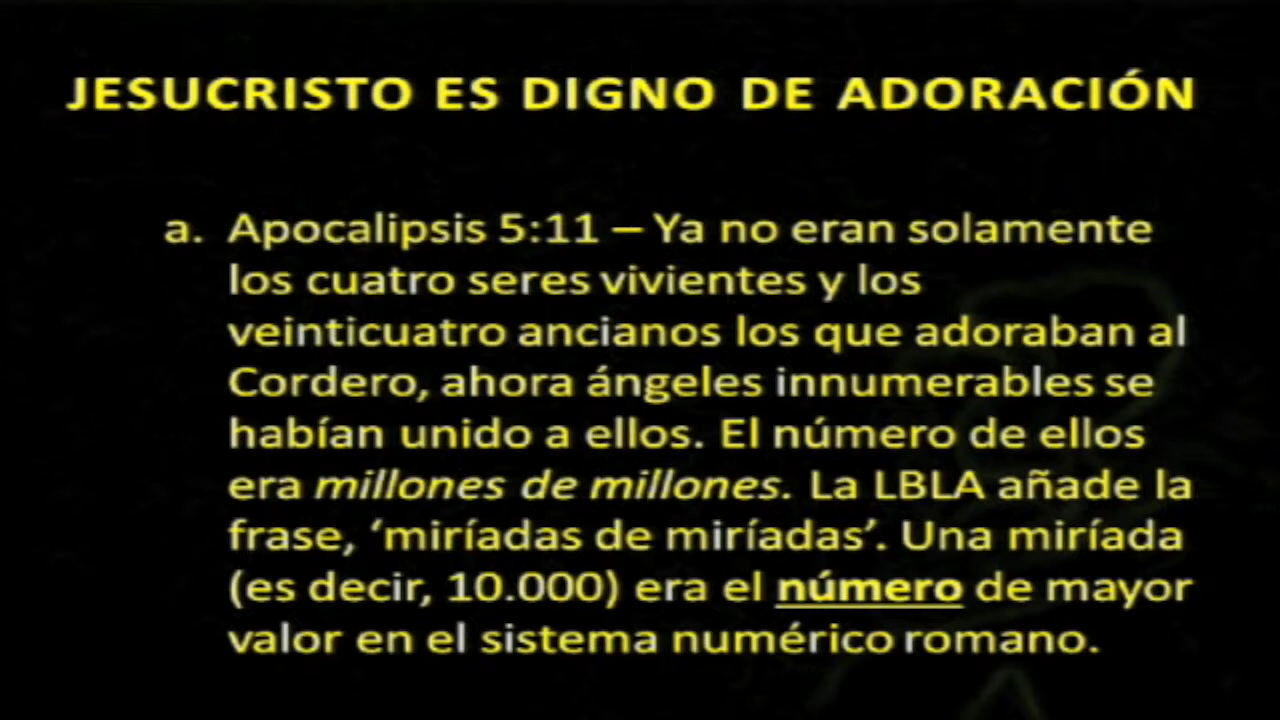 JESUCRISTO ES DIGNO DE ADORACIÓN
a. Apocalipsis 5:11 – Ya no eran solamente
los cuatro seres vivientes y los
veinticuatro ancianos los que adoraban al
Cordero, ahora ángeles innumerables se
habían unido a ellos. El número de ellos
era millones de millones. La LBLA añade la
frase, ‘miríadas de miríadas’. Una miríada
(es decir, 10.000) era el número de mayor
valor en el sistema numérico romano.